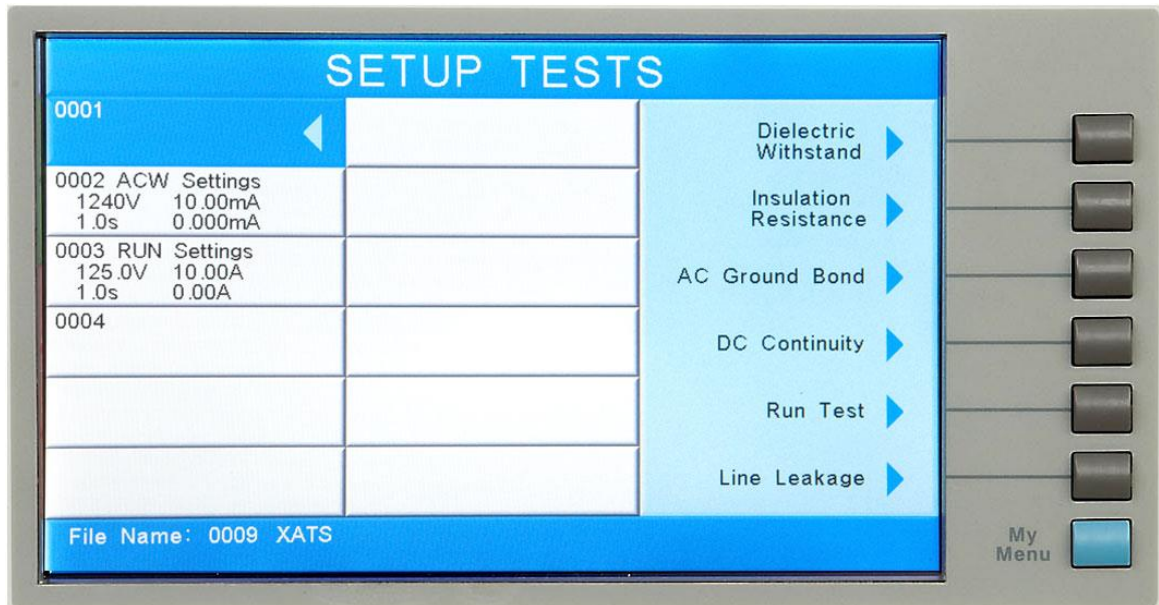 SETUP TESTS
0001
0002 ACW Settings
1240V 10.00mA
1.0s 0.000mA
0003 RUN Settings
125.0V 10.00A
1.0s 0.00A
0004
Dielectric
Withstand
Insulation
Resistance
AC Ground Bond
DC Continuity
Run Test
Line Leakage
File Name: 0009 XATS
My
Menu